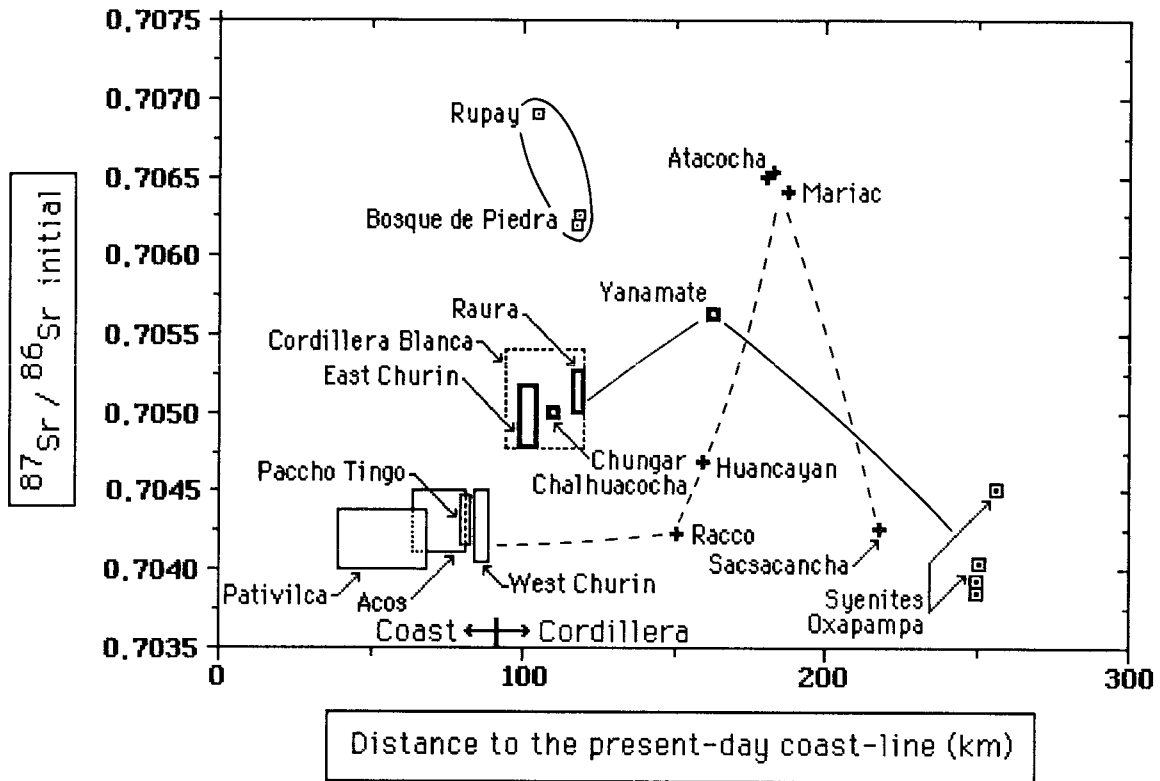 0.7075
0.7070
0.7065
0.7060
0.7055
0.7050
0.7045
0.7040
0.7035
87Sr / 86Sr initial
Rupay
Bosque de Piedra
Atacocha
Mariac
Yanamate
Raura
Cordillera Blanca
East Churin
Chungar
Chalhuacocha
Huancayan
Paccho Tingo
Racco
Sacsacancha
West Churin
Pativilca
Acos
Syenites
Oxapampa
Coast
Cordillera
0
100
200
300
Distance to the present-day coast-line (km)